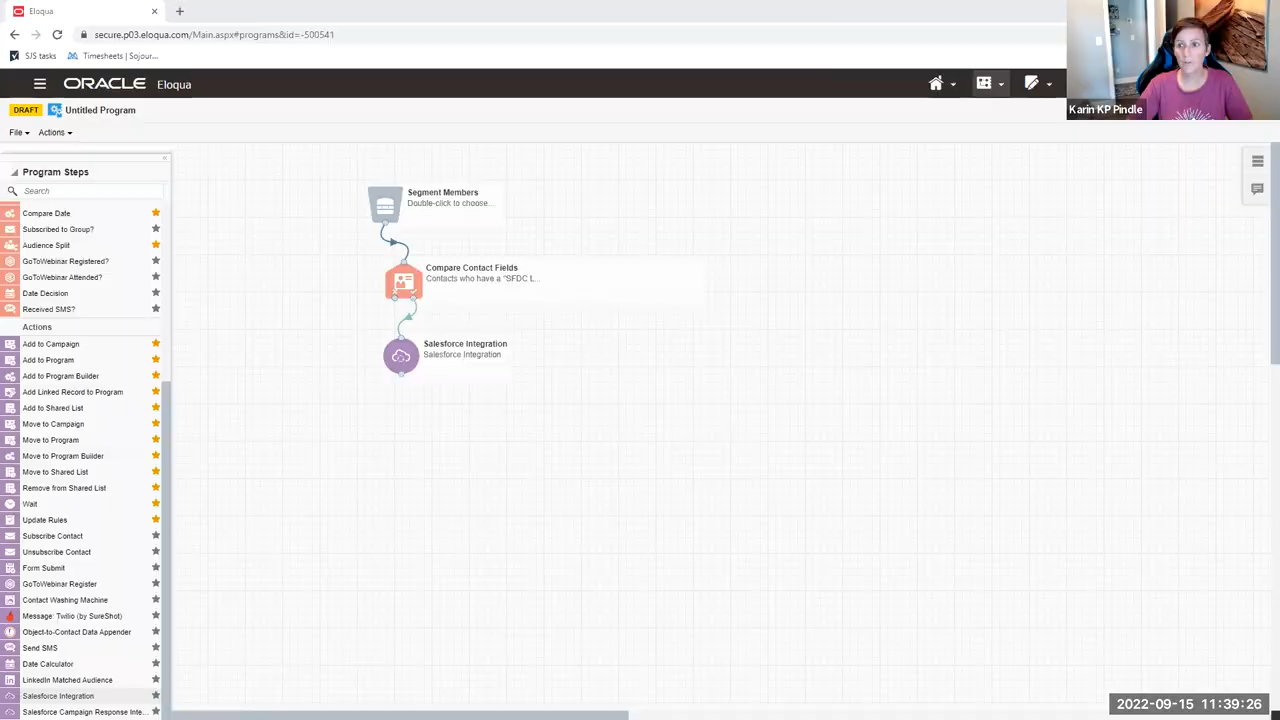 Eloqua
secure.p03.eloqua.com/Main.aspx#programs&id=-500541
SJS tasks
Timesheets | Sojour...
ORACLE Eloqua
Karin KP Pindle
DRAFT
Untitled Program
File
Actions
Program Steps
Search
Compare Date
Subscribed to Group?
Audience Split
GoToWebinar Registered?
GoToWebinar Attended?
Date Decision
Received SMS?
Actions
Add to Campaign
Add to Program
Add to Program Builder
Add Linked Record to Program
Add to Shared List
Move to Campaign
Move to Program
Move to Program Builder
Move to Shared List
Remove from Shared List
Wait
Update Rules
Subscribe Contact
Unsubscribe Contact
Form Submit
GoToWebinar Register
Contact Washing Machine
Message: Twilio (by SureShot)
Object-to-Contact Data Appender
Send SMS
Date Calculator
LinkedIn Matched Audience
Salesforce Integration
Salesforce Campaign Response Inte...
Segment Members
Double-click to choose...
Compare Contact Fields
Contacts who have a "SFDC L...
Salesforce Integration
Salesforce Integration
2022-09-15 11:39:26